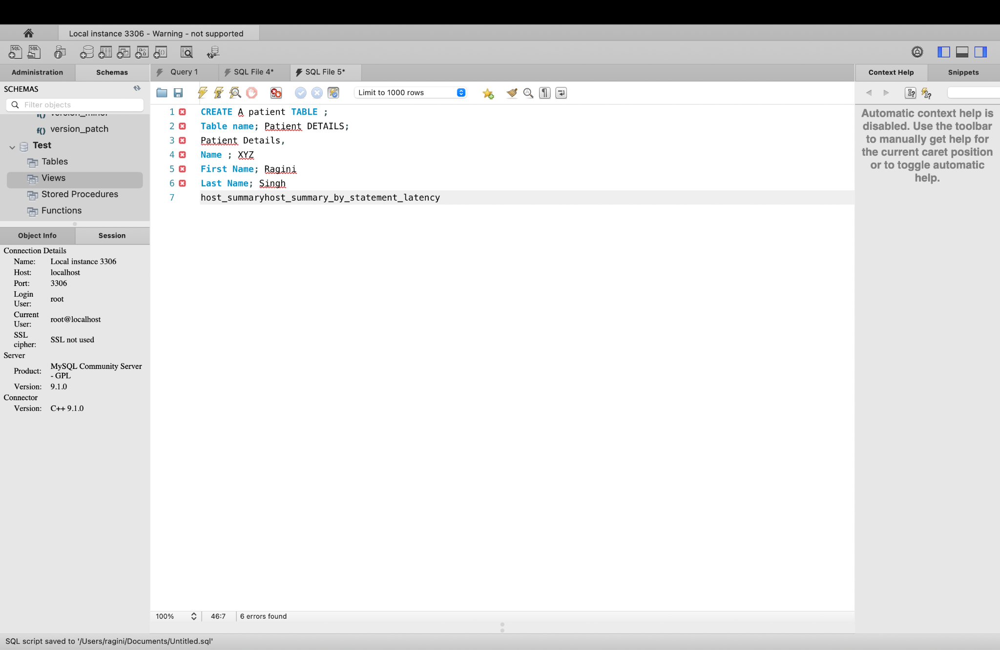 Local instance 3306 - Warning - not supported
Administration
Schemas
Query 1
SQL File 4*
SQL File 5*
Context Help
Snippets
SCHEMAS
Filter objects
Limit to 1000 rows
f() version_minor
f() version_patch
Test
Tables
Views
Stored Procedures
Functions
1 CREATE A patient TABLE ;
2 Table name; Patient DETAILS;
3 Patient Details,
4 Name ; XYZ
5 First Name; Ragini
6 Last Name; Singh
7 host_summaryhost_summary_by_statement_latency
Automatic context help is
disabled. Use the toolbar
to manually get help for
the current caret position
or to toggle automatic
help.
Object Info
Session
Connection Details
Name: Local instance 3306
Host: localhost
Port: 3306
Login
User: root
Current
User: root@localhost
SSL
cipher: SSL not used
Server
Product: MySQL Community Server
- GPL
Version: 9.1.0
Connector
Version: C++ 9.1.0
100%
46:7
6 errors found
SQL script saved to '/Users/ragini/Documents/Untitled.sql'